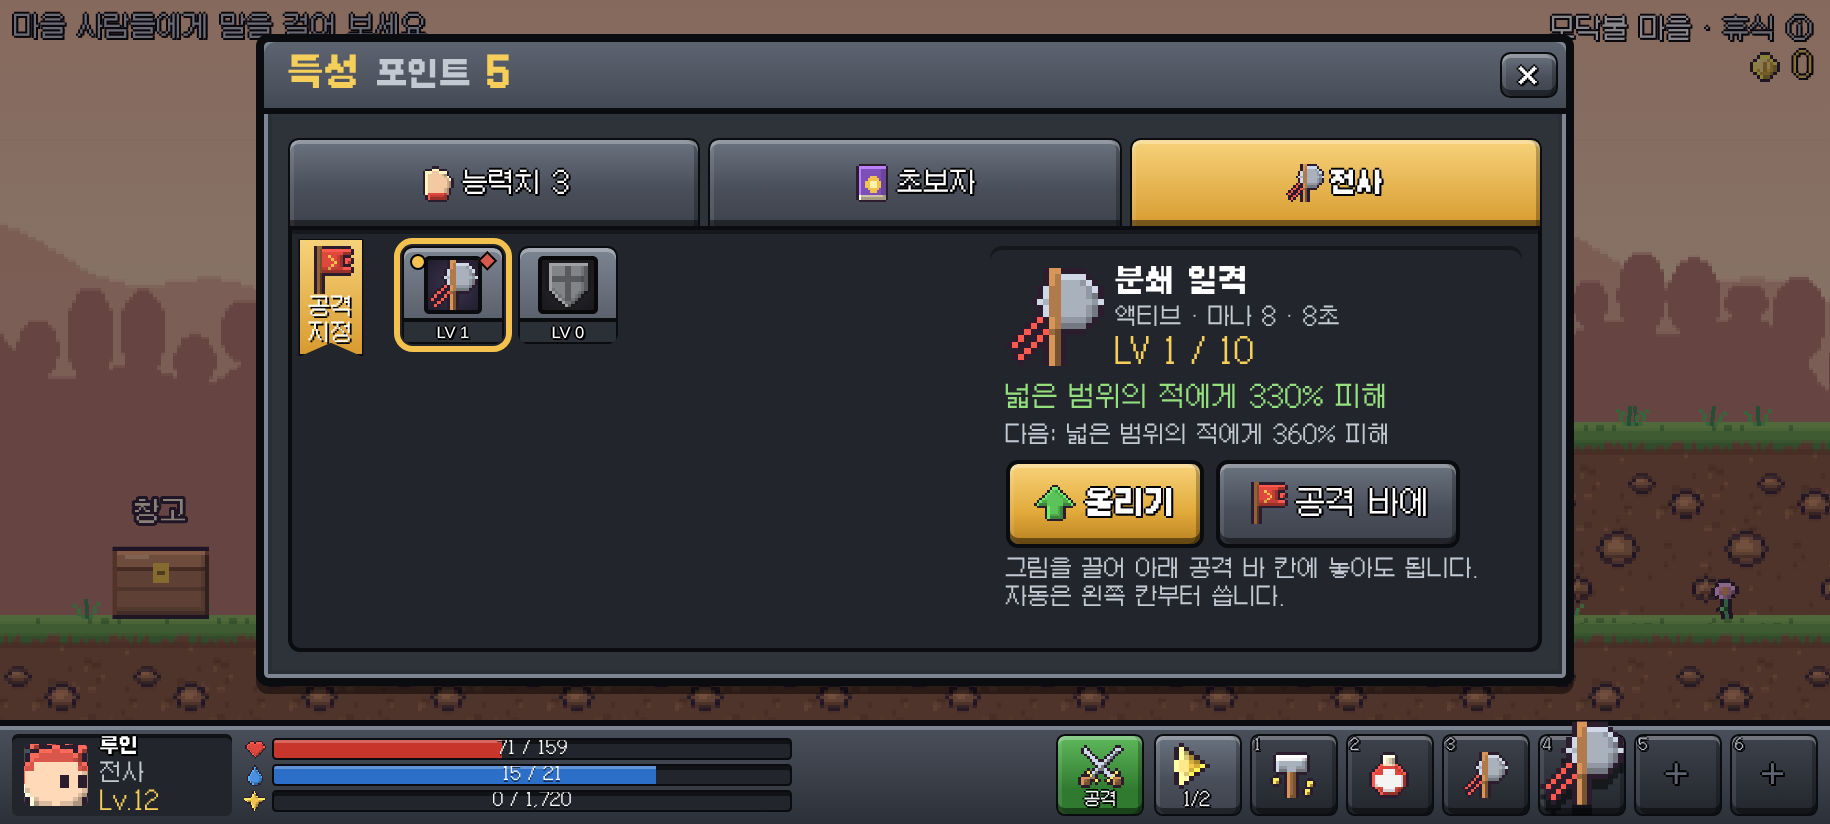 마을 사람들에게 말을 걸어 보세요
모닥불 마을 · 휴식 ①
0
득성 포인트 5
능력치 3
초보자
전사
공격
지정
LV 1
LV 0
분쇄 일격
액티브 · 마나 8 · 8초
LV 1 / 10
넓은 범위의 적에게 330% 피해
다음: 넓은 범위의 적에게 360% 피해
올리기
공격 바에
그림을 끌어 아래 공격 바 칸에 놓아도 됩니다.
자동은 왼쪽 칸부터 씁니다.
창고
루인
전사
Lv.12
71 / 159
15 / 21
0 / 1,720
공격
1/2
1
2
3
4
5
6